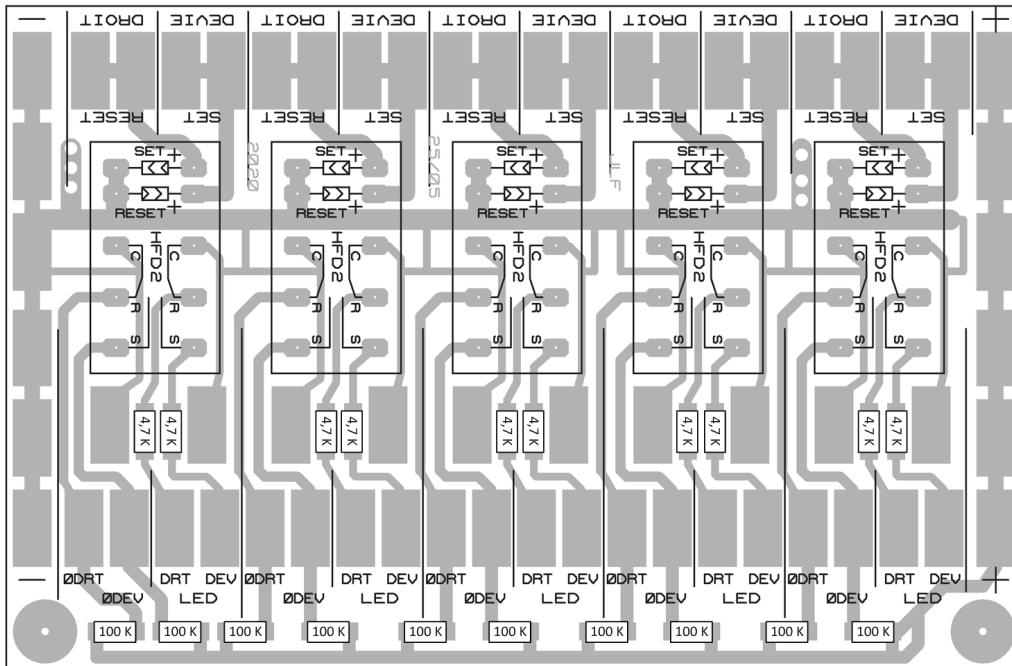 — DROIT DEVIE DROIT DEVIE DROIT DEVIE DROIT DEVIE DROIT DEVIE +
RESET SET RESET SET RESET SET RESET SET RESET SET
2020 25/05 JLF
SET + SET + SET + SET + SET +
RESET + RESET + RESET + RESET + RESET +
HFD2 HFD2 HFD2 HFD2 HFD2
C C C C C C C C C C
R R R R R R R R R R
S S S S S S S S S S
4,7 K 4,7 K 4,7 K 4,7 K 4,7 K 4,7 K 4,7 K 4,7 K 4,7 K 4,7 K
— ØDRT DRT DEV ØDRT DRT DEV ØDRT DRT DEV ØDRT DRT DEV ØDRT DRT DEV +
ØDEV LED ØDEV LED ØDEV LED ØDEV LED ØDEV LED
100 K 100 K 100 K 100 K 100 K 100 K 100 K 100 K 100 K 100 K